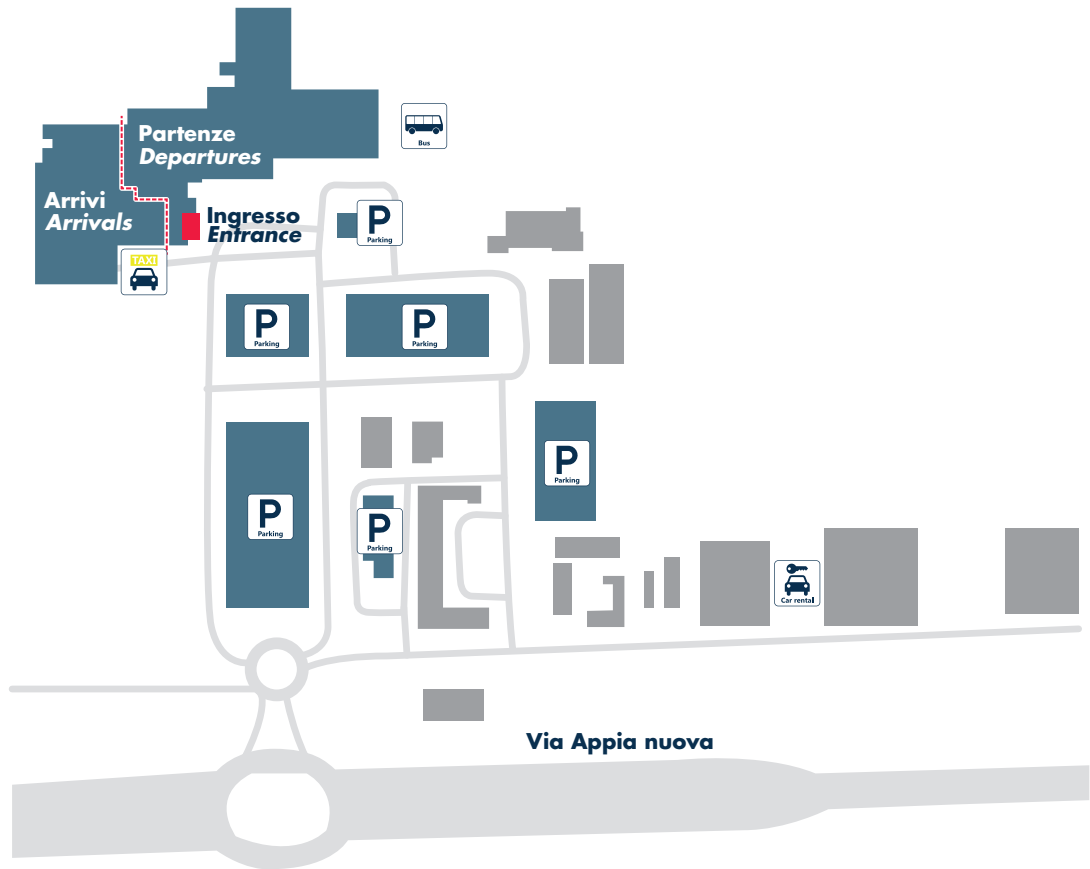 Bus
Partenze
Departures
Arrivi
Arrivals
Ingresso
Entrance
P
Parking
TAXI
P
Parking
P
Parking
P
Parking
P
Parking
P
Parking
Car rental
Via Appia nuova